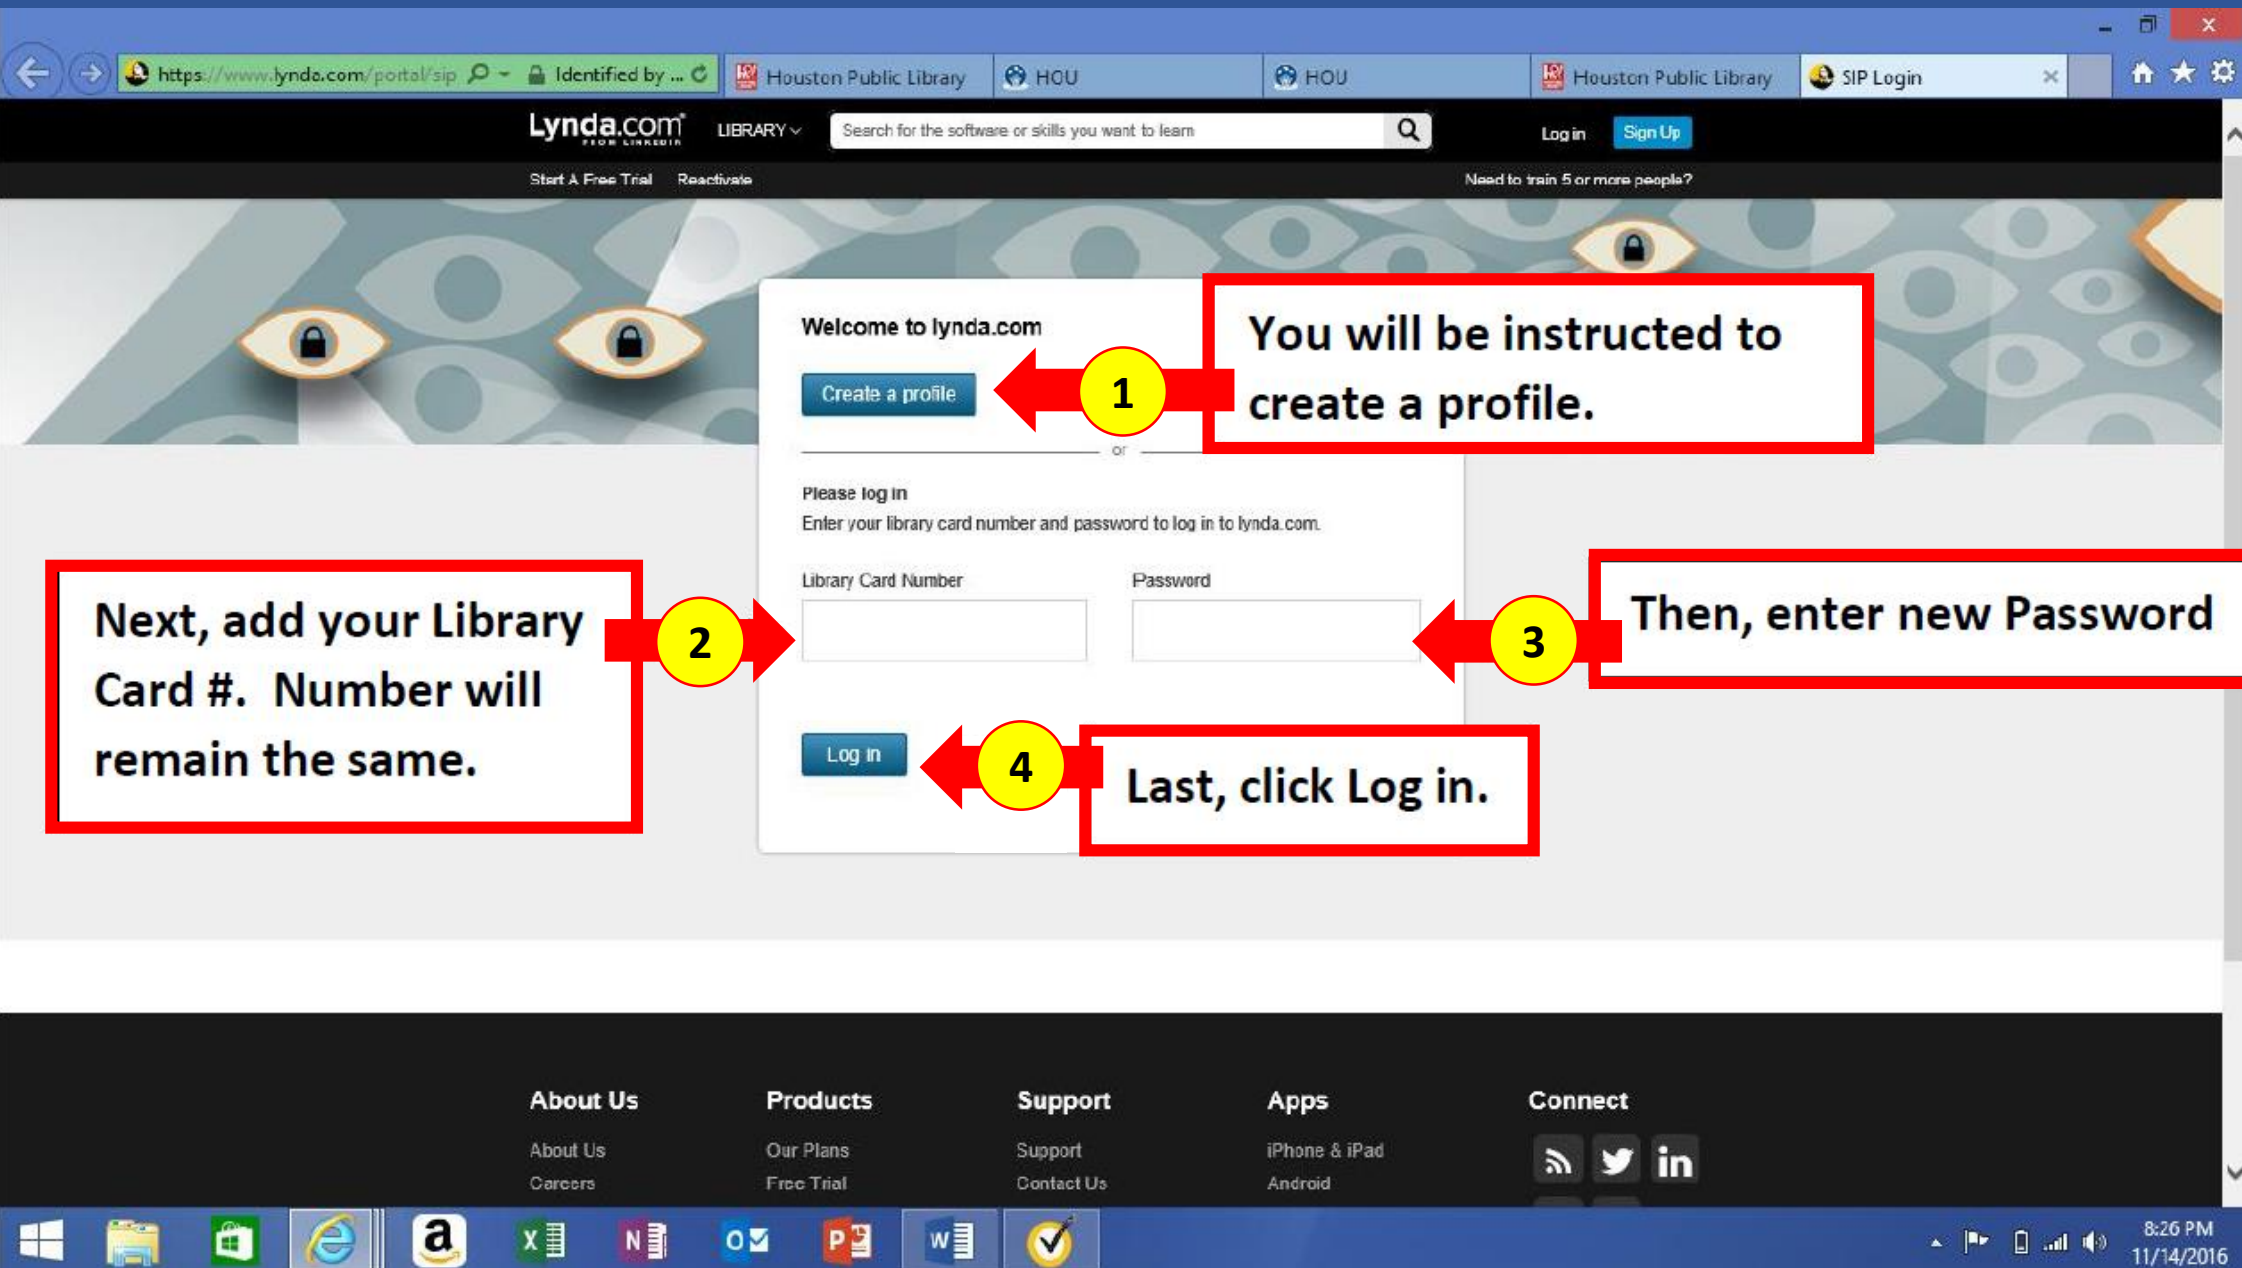 https://www.lynda.com/portal/sip
Identified by ...
Houston Public Library
HOU
HOU
Houston Public Library
SIP Login
Lynda.com
FROM LINKEDIN
LIBRARY
Search for the software or skills you want to learn
Log in
Sign Up
Start A Free Trial
Reactivate
Need to train 5 or more people?
Welcome to lynda.com
Create a profile
1
You will be instructed to
create a profile.
or
Please log in
Enter your library card number and password to log in to lynda.com.
Library Card Number
Password
Next, add your Library
Card #. Number will
remain the same.
2
3
Then, enter new Password
Log in
4
Last, click Log in.
About Us
Products
Support
Apps
Connect
About Us
Our Plans
Support
iPhone & iPad
Careers
Free Trial
Contact Us
Android
in
a
X
N
O
P
W
8:26 PM
11/14/2016